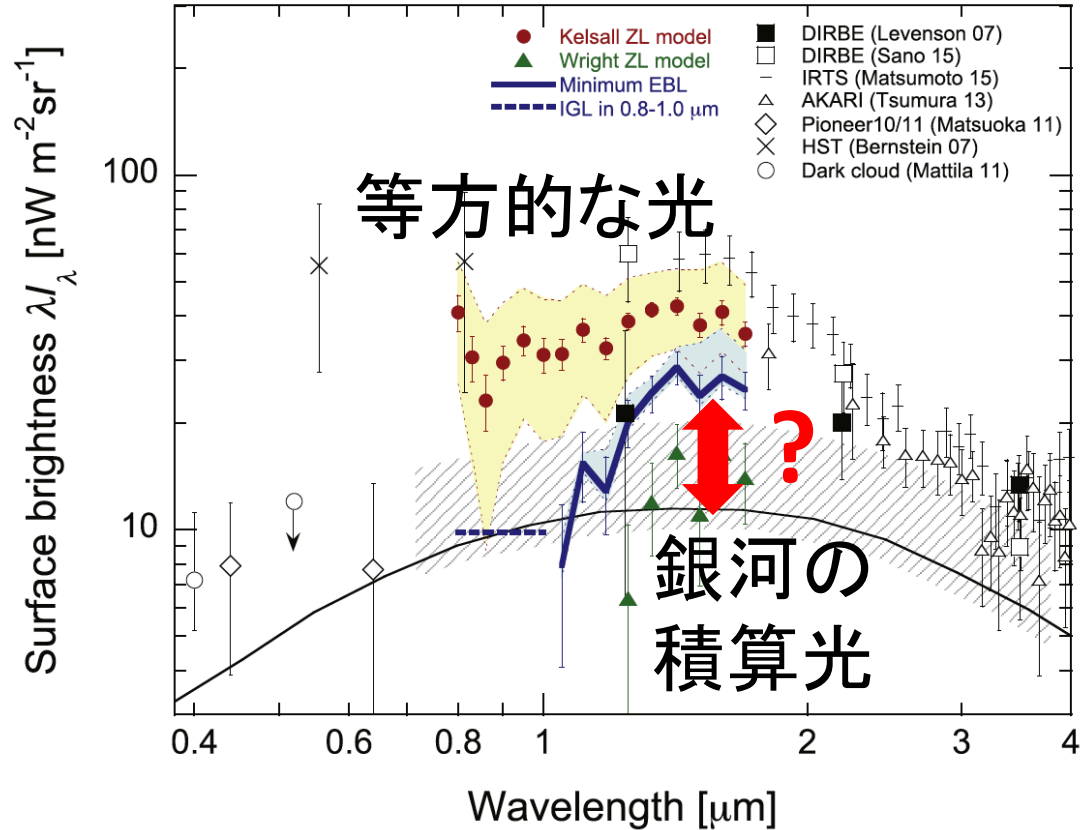 Kelsall ZL model
Wright ZL model
Minimum EBL
IGL in 0.8-1.0 μm
DIRBE (Levenson 07)
DIRBE (Sano 15)
IRTS (Matsumoto 15)
AKARI (Tsumura 13)
Pioneer10/11 (Matsuoka 11)
HST (Bernstein 07)
Dark cloud (Mattila 11)
Surface brightness λIλ [nW m-2sr-1]
100
10
等方的な光
?
銀河の
積算光
0.4 0.6 0.8 1 2 3 4
Wavelength [μm]